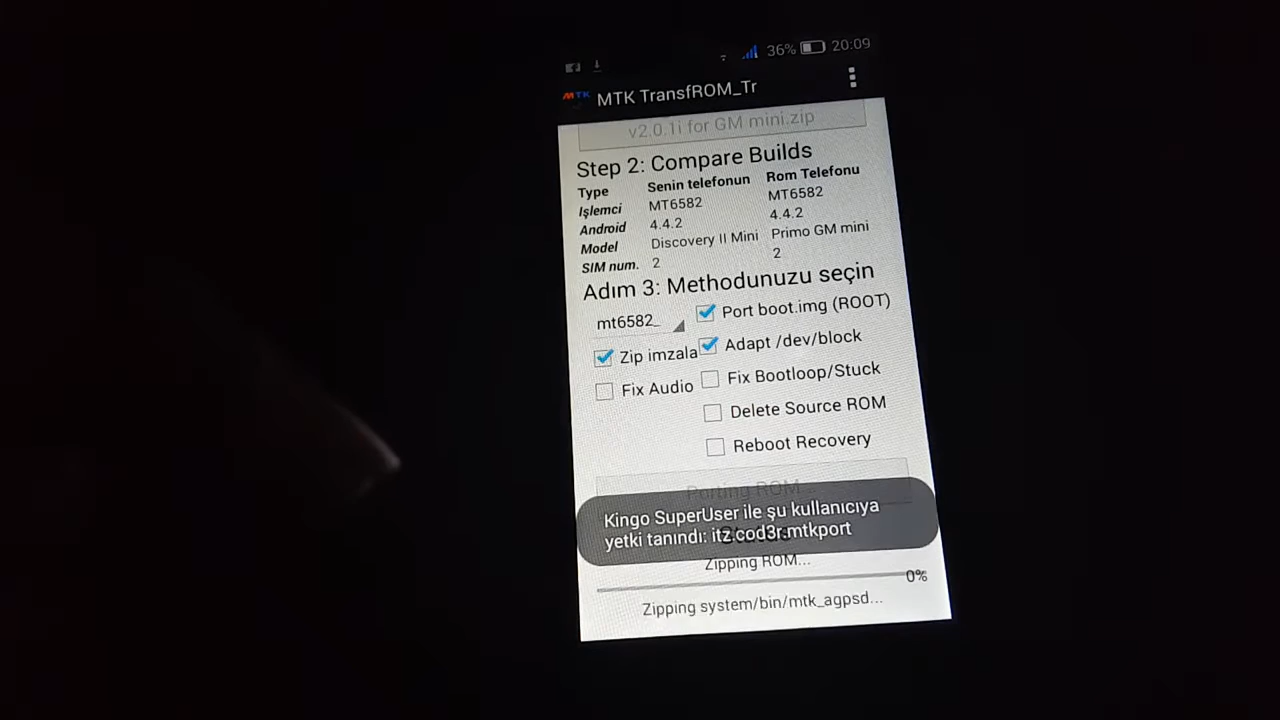 36% 20:09
MTK MTK TransfROM_Tr
v2.0.1i for GM mini.zip
Step 2: Compare Builds
Type Senin telefonun Rom Telefonu
İşlemci MT6582 MT6582
Android 4.4.2 4.4.2
Model Discovery II Mini Primo GM mini
SIM num. 2 2
Adım 3: Methodunuzu seçin
mt6582_ Port boot.img (ROOT)
Zip imzala Adapt /dev/block
Fix Audio Fix Bootloop/Stuck
Delete Source ROM
Reboot Recovery
Porting ROM...
Kingo SuperUser ile şu kullanıcıya
yetki tanındı: itz.cod3r.mtkport
Zipping ROM...
0%
Zipping system/bin/mtk_agpsd...